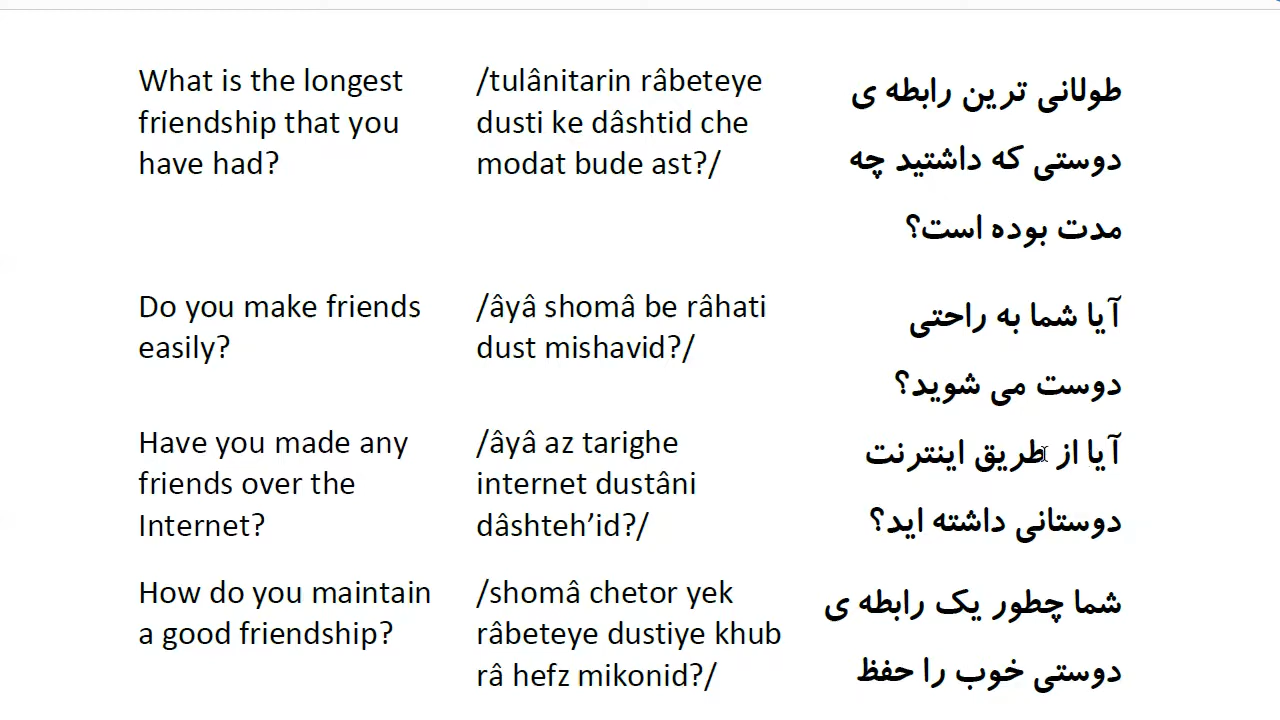 What is the longest
friendship that you
have had?
/tulânitarin râbeteye
dusti ke dâshtid che
modat bude ast?/
طولانی ترین رابطه ی
دوستی که داشتید چه
مدت بوده است؟
Do you make friends
easily?
/âyâ shomâ be râhati
dust mishavid?/
آیا شما به راحتی
دوست می شوید؟
Have you made any
friends over the
Internet?
/âyâ az tarighe
internet dustâni
dâshteh’id?/
آیا از طریق اینترنت
دوستانی داشته اید؟
How do you maintain
a good friendship?
/shomâ chetor yek
râbeteye dustiye khub
râ hefz mikonid?/
شما چطور یک رابطه ی
دوستی خوب را حفظ